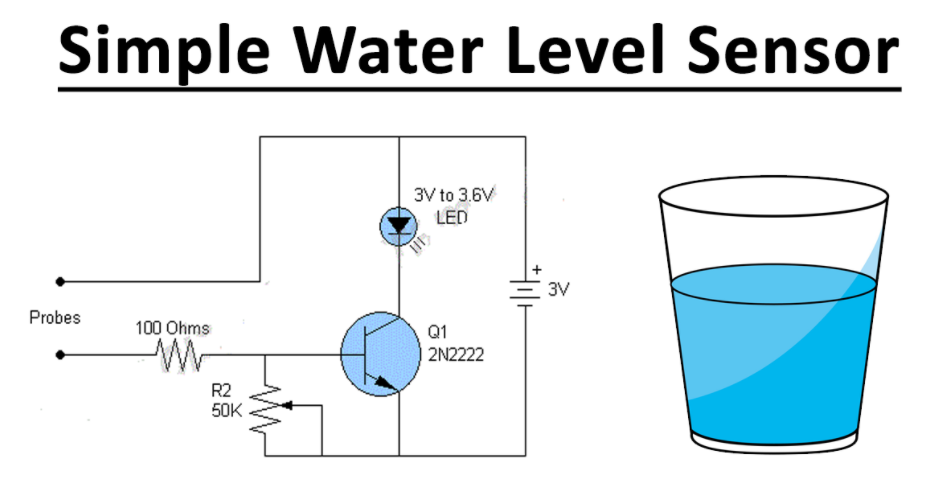 Simple Water Level Sensor
3V to 3.6V
LED
+
3V
Probes
100 Ohms
Q1
2N2222
R2
50K